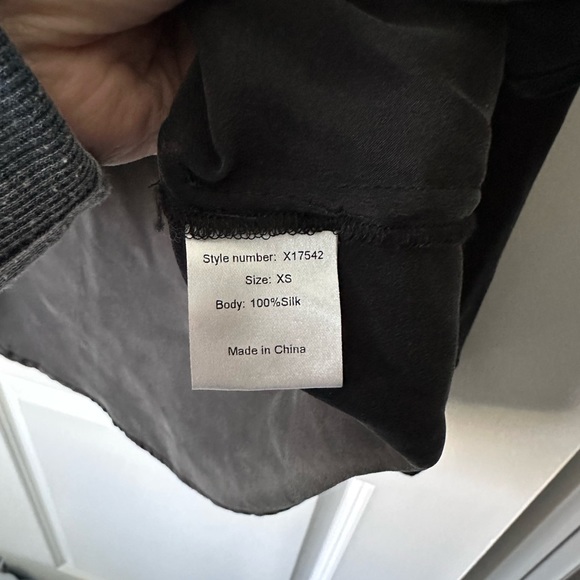 Style number: X17542
Size: XS
Body: 100%Silk
Made in China